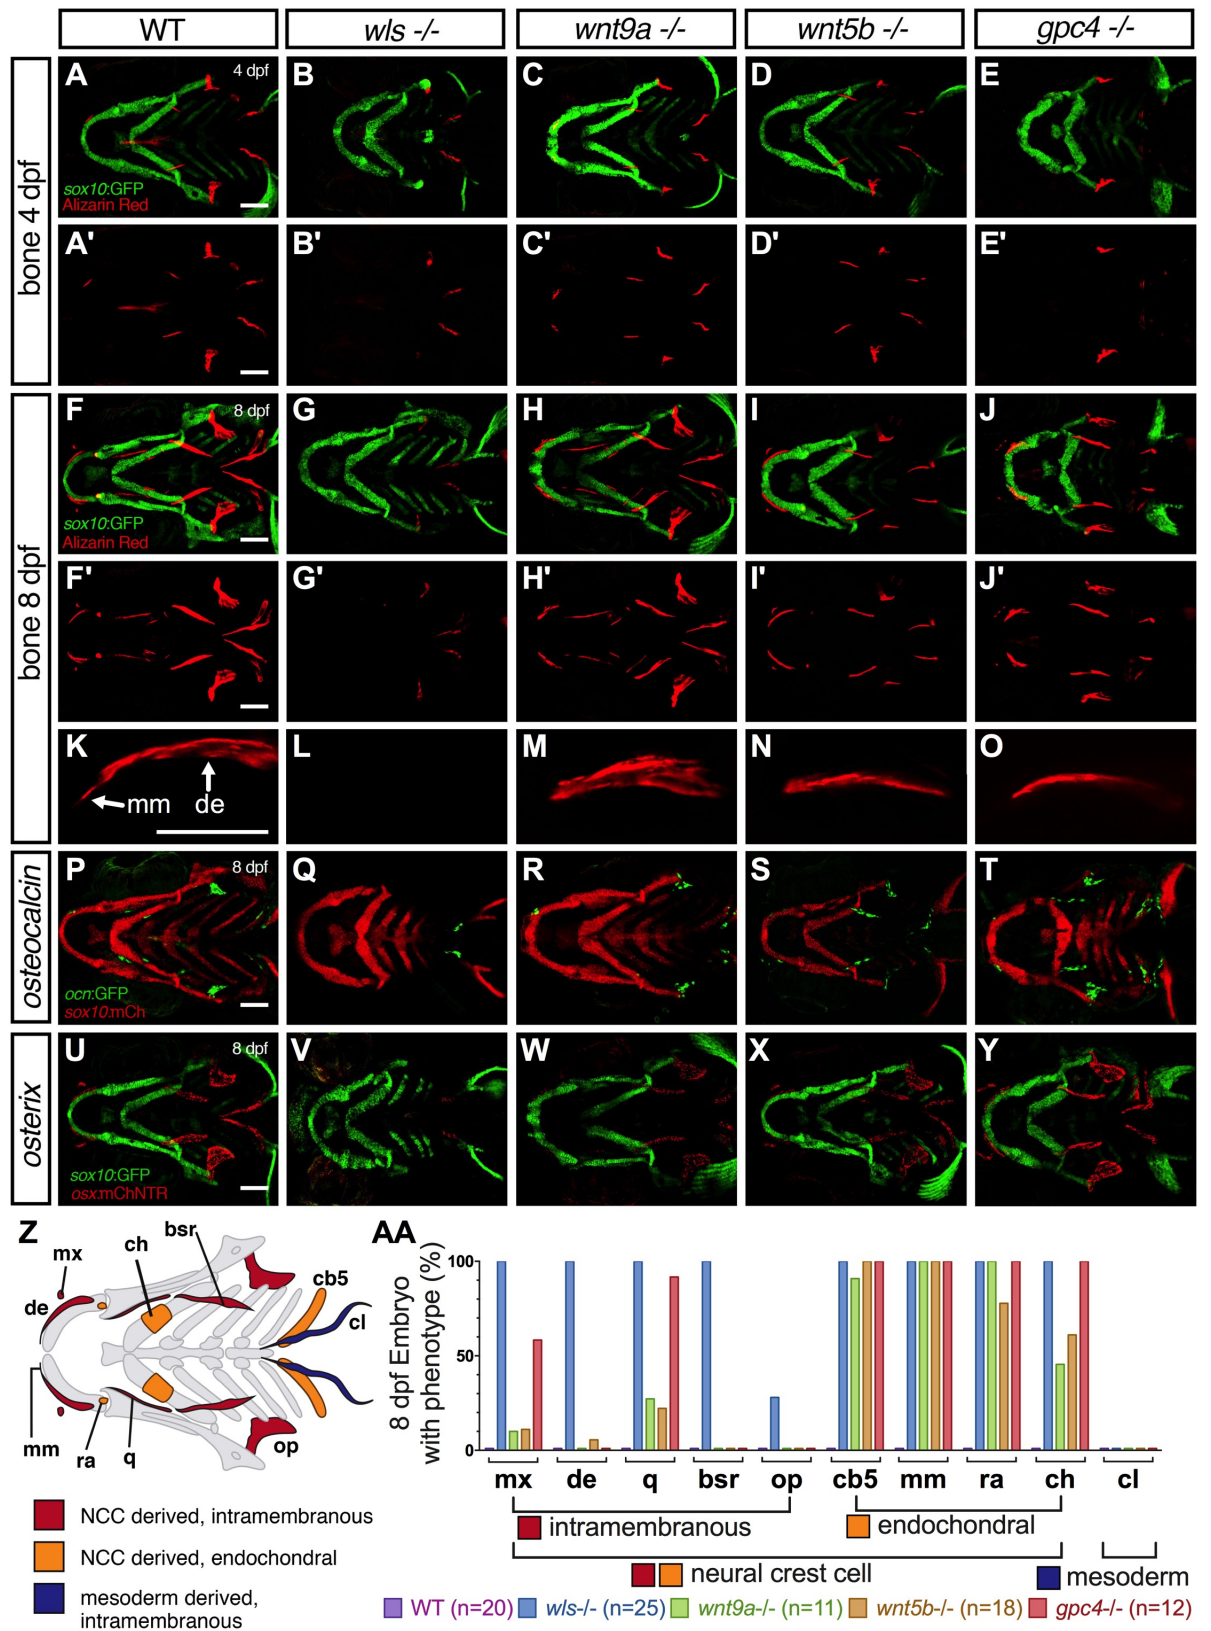 WT
wls -/-
wnt9a -/-
wnt5b -/-
gpc4 -/-
bone 4 dpf
A
4 dpf
sox10:GFP
Alizarin Red
B
C
D
E
A'
B'
C'
D'
E'
bone 8 dpf
F
8 dpf
sox10:GFP
Alizarin Red
G
H
I
J
F'
G'
H'
I'
J'
K
mm
de
L
M
N
O
osteocalcin
P
8 dpf
ocn:GFP
sox10:mCh
Q
R
S
T
osterix
U
8 dpf
sox10:GFP
osx:mChNTR
V
W
X
Y
Z
mx
ch
bsr
cb5
de
cl
mm
ra
q
op
NCC derived, intramembranous
NCC derived, endochondral
mesoderm derived,
intramembranous
AA
8 dpf Embryo
with phenotype (%)
100
50
0
mx de q bsr op cb5 mm ra ch cl
intramembranous
endochondral
neural crest cell
mesoderm
WT (n=20) wls-/- (n=25) wnt9a-/- (n=11) wnt5b-/- (n=18) gpc4-/- (n=12)